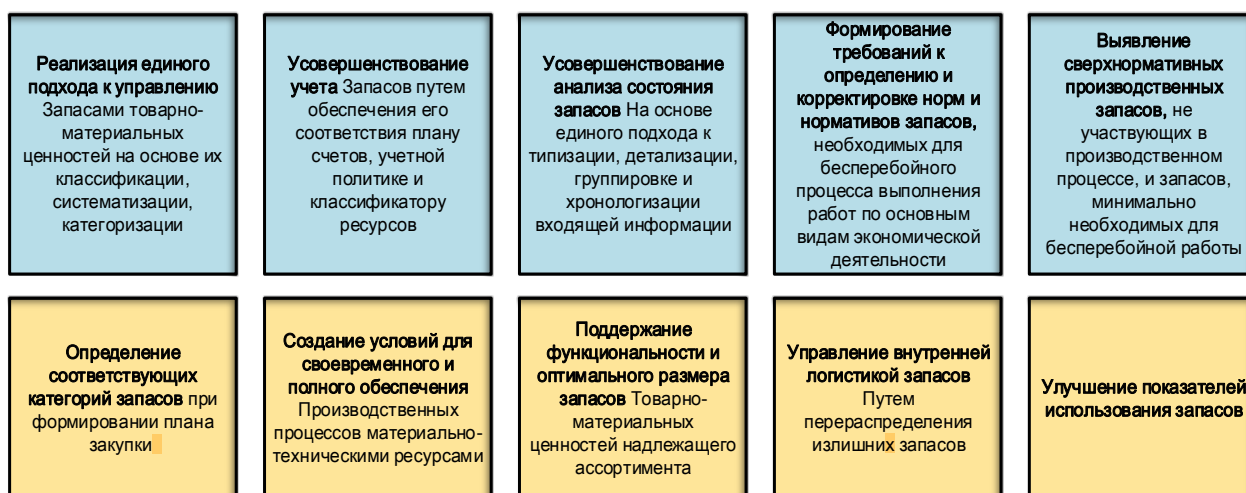 Реализация единого
подхода к управлению
Запасами товарно-
материальных
ценностей на основе их
классификации,
систематизации,
категоризации
Усовершенствование
учета Запасов путем
обеспечения его
соответствия плану
счетов, учетной
политике и
классификатору
ресурсов
Усовершенствование
анализа состояния
запасов На основе
единого подхода к
типизации, детализации,
группировке и
хронологизации
входящей информации
Формирование
требований к
определению и
корректировке норм и
нормативов запасов,
необходимых для
бесперебойного
процесса выполнения
работ по основным
видам экономической
деятельности
Выявление
сверхнормативных
производственных
запасов, не
участвующих в
производственном
процессе, и запасов,
минимально
необходимых для
бесперебойной работы
Определение
соответствующих
категорий запасов при
формировании плана
закупки
Создание условий для
своевременного и
полного обеспечения
Производственных
процессов материально-
техническими ресурсами
Поддержание
функциональности и
оптимального размера
запасов Товарно-
материальных
ценностей надлежащего
ассортимента
Управление внутренней
логистикой запасов
Путем
перераспределения
излишних запасов
Улучшение показателей
использования запасов